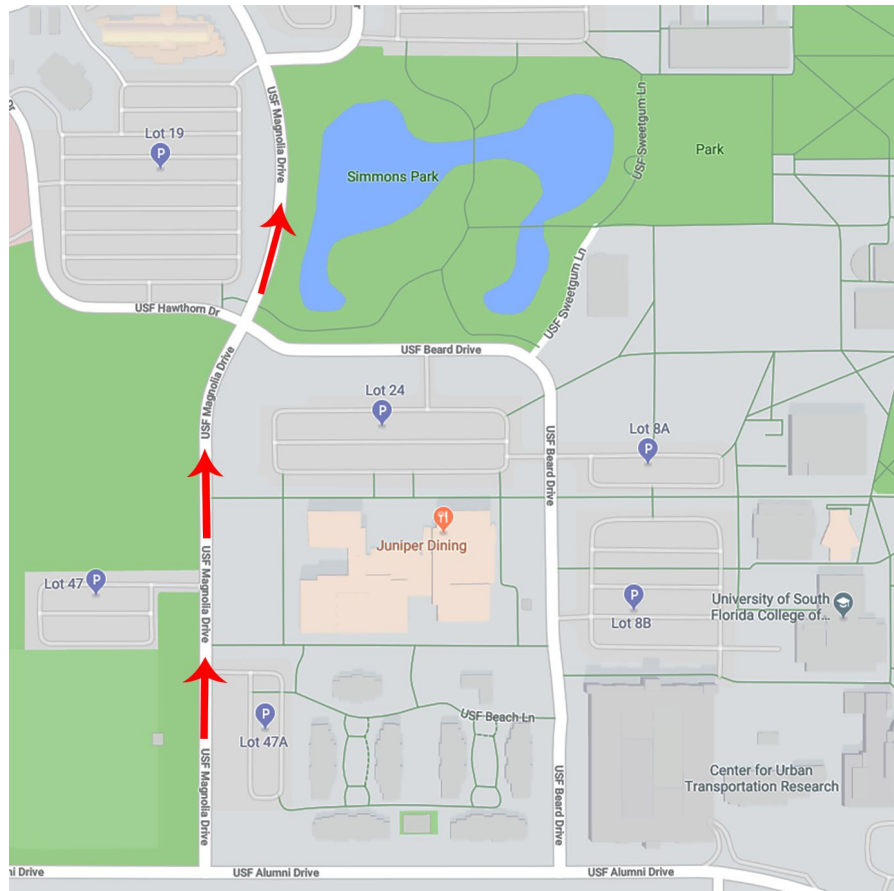 USF Magnolia Drive
Lot 19
Simmons Park
USF Sweetgum Ln
Park
USF Sweetgum Ln
USF Hawthorn Dr
USF Beard Drive
USF Magnolia Drive
Lot 24
Lot 8A
USF Beard Drive
Juniper Dining
USF Magnolia Drive
Lot 47
University of South
Florida College of...
Lot 8B
USF Beach Ln
Lot 47A
USF Magnolia Drive
USF Beard Drive
Center for Urban
Transportation Research
ni Drive
USF Alumni Drive
USF Alumni Drive